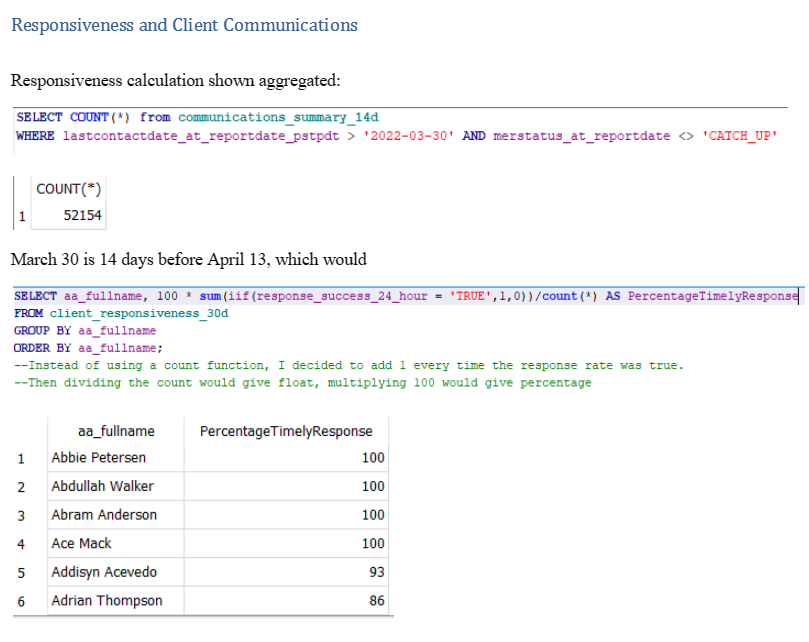 Responsiveness and Client Communications
Responsiveness calculation shown aggregated:
SELECT COUNT(*) from communications_summary_14d
WHERE lastcontactdate_at_reportdate_pstpdt > '2022-03-30' AND merstatus_at_reportdate <> 'CATCH_UP'
COUNT(*)
1 52154
March 30 is 14 days before April 13, which would
SELECT aa_fullname, 100 * sum(iif(response_success_24_hour = 'TRUE',1,0))/count(*) AS PercentageTimelyResponse
FROM client_responsiveness_30d
GROUP BY aa_fullname
ORDER BY aa_fullname;
--Instead of using a count function, I decided to add 1 every time the response rate was true.
--Then dividing the count would give float, multiplying 100 would give percentage
aa_fullname PercentageTimelyResponse
1 Abbie Petersen 100
2 Abdullah Walker 100
3 Abram Anderson 100
4 Ace Mack 100
5 Addisyn Acevedo 93
6 Adrian Thompson 86